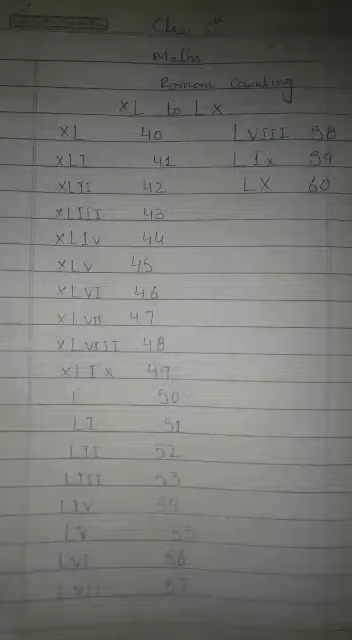 Class
Maths
Roman Counting
XL to LX
XL 40
XLI 41
XLII 42
XLIII 43
XLIV 44
XLV 45
XLVI 46
XLVII 47
XLVIII 48
XLIX 49
L 50
LI 51
LII 52
LIII 53
LIV 54
LV 55
LVI 56
LVII 57
LVIII 58
LIX 59
LX 60